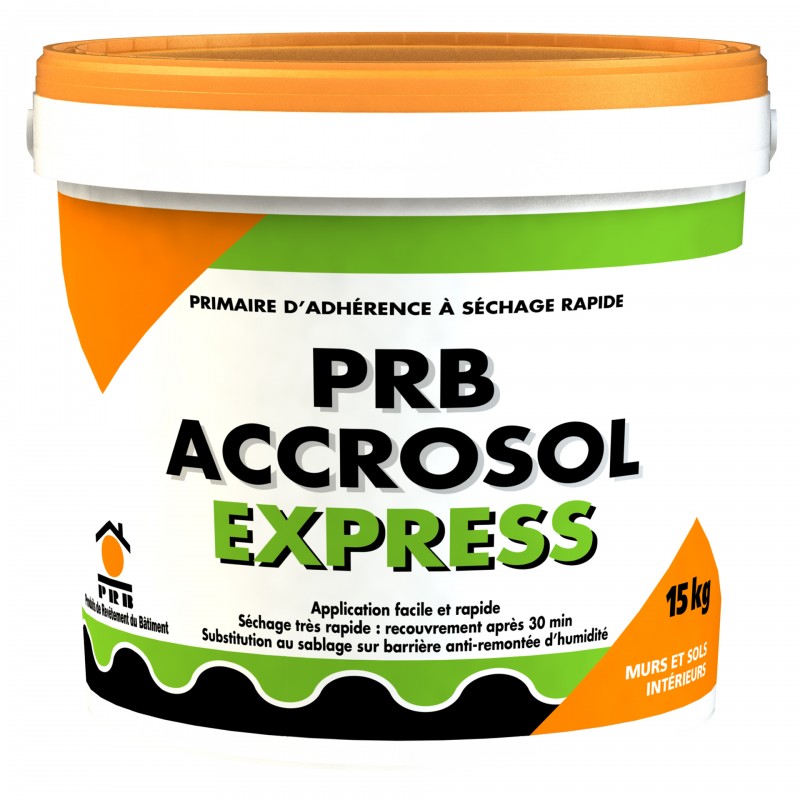 PRIMAIRE D'ADHÉRENCE À SÉCHAGE RAPIDE
PRB
ACCROSOL
EXPRESS
PRB
Produits de Revêtement du Bâtiment
Application facile et rapide
Séchage très rapide : recouvrement après 30 min
Substitution au sablage sur barrière anti-remontée d'humidité
15 kg
MURS ET SOLS
INTÉRIEURS